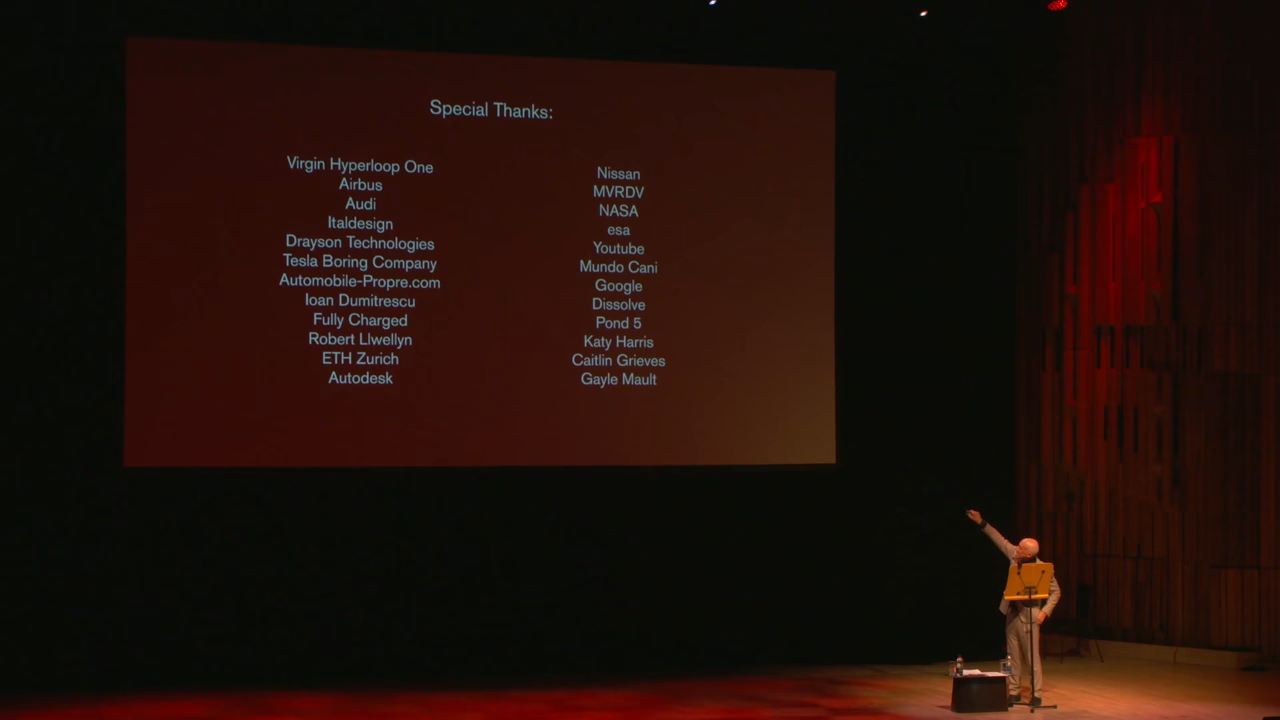 Special Thanks:
Virgin Hyperloop One
Airbus
Audi
Italdesign
Drayson Technologies
Tesla Boring Company
Automobile-Propre.com
Ioan Dumitrescu
Fully Charged
Robert Llwellyn
ETH Zurich
Autodesk
Nissan
MVRDV
NASA
esa
Youtube
Mundo Cani
Google
Dissolve
Pond 5
Katy Harris
Caitlin Grieves
Gayle Mault